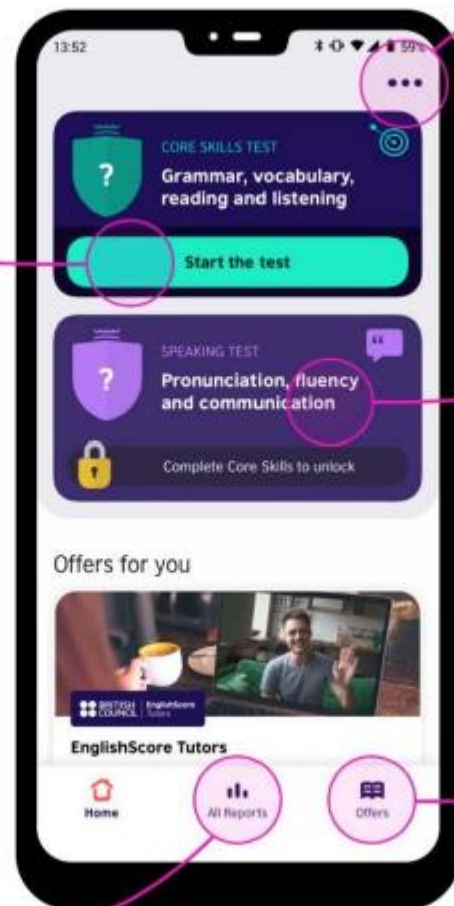 13:52
59%
CORE SKILLS TEST
?
Grammar, vocabulary,
reading and listening
Start the test
SPEAKING TEST
?
Pronunciation, fluency
and communication
Complete Core Skills to unlock
Offers for you
BRITISH COUNCIL EnglishScore Tutors
EnglishScore Tutors
Home
All Reports
Offers